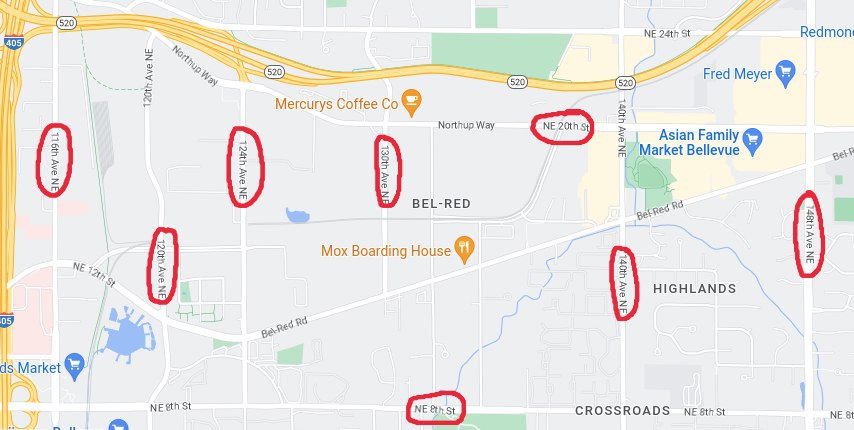 520
NE 24th St
Redmond
405
Northup Way
120th Ave NE
520
520
520
Fred Meyer
Mercurys Coffee Co
140th Ave NE
Northup Way
NE 20th St
Asian Family
Market Bellevue
116th Ave NE
124th Ave NE
130th Ave NE
Bel-R
BEL-RED
Bel-Red Rd
148th Ave NE
120th Ave NE
Mox Boarding House
NE 12th St
140th Ave NE
HIGHLANDS
405
Bel-Red Rd
ds Market
NE 8th St
NE 8th St
CROSSROADS
NE 8th St
NE 8t